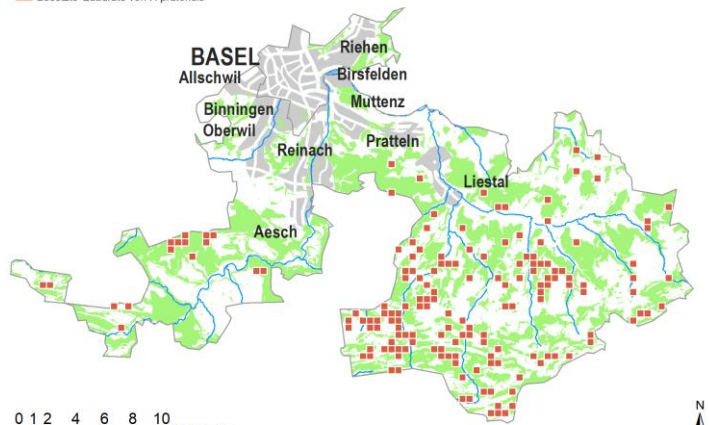 BASEL
Riehen
Allschwil
Birsfelden
Binningen
Muttenz
Oberwil
Pratteln
Reinach
Liestal
Aesch
0 1 2 4 6 8 10
N